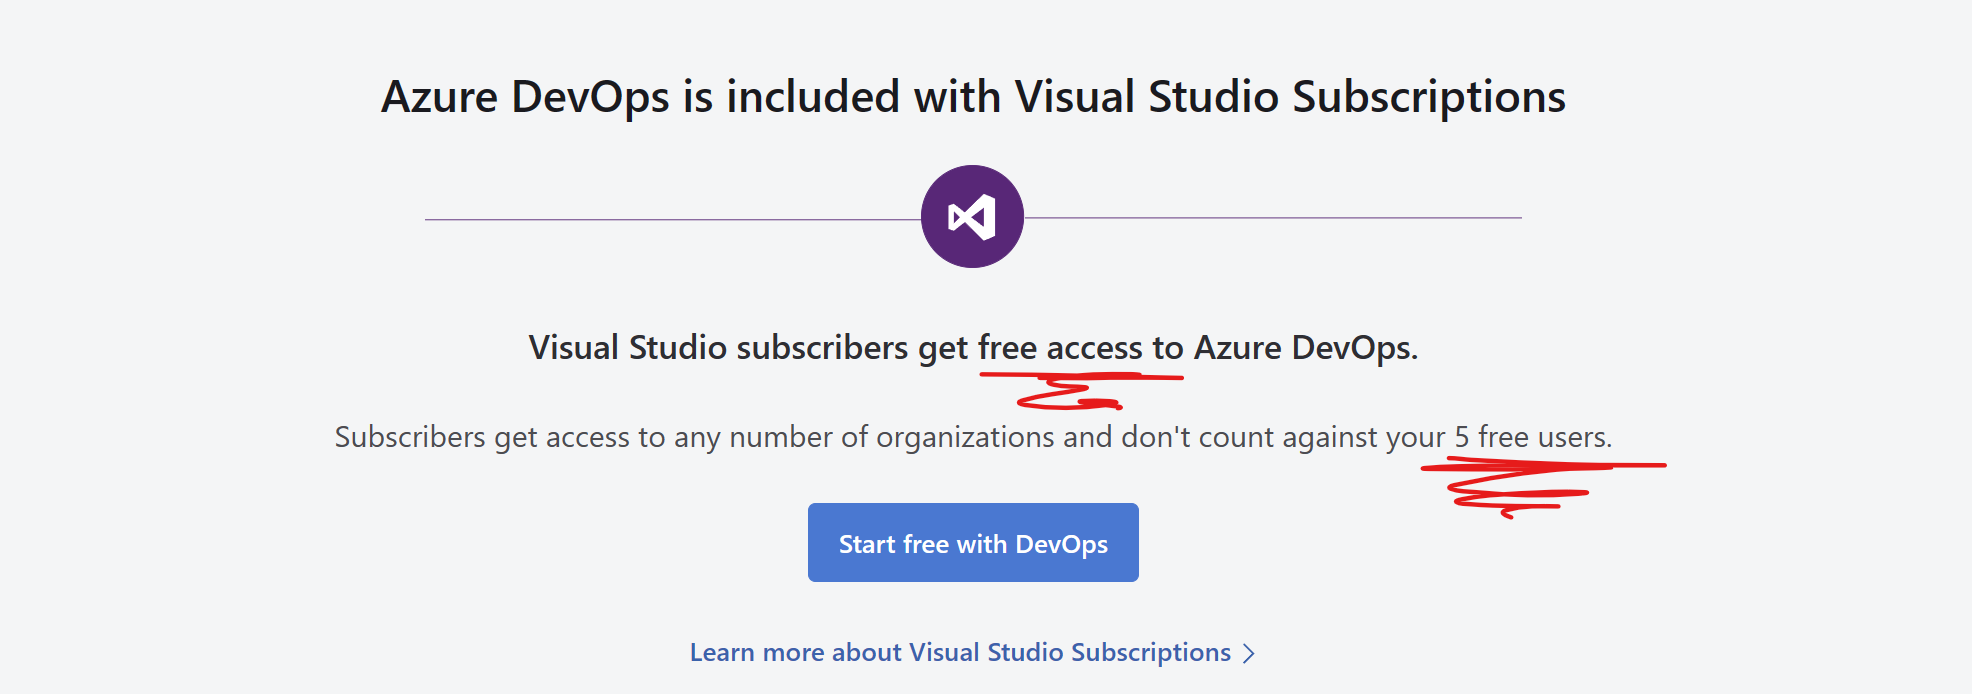 Azure DevOps is included with Visual Studio Subscriptions
Visual Studio subscribers get free access to Azure DevOps.
Subscribers get access to any number of organizations and don't count against your 5 free users.
Start free with DevOps
Learn more about Visual Studio Subscriptions